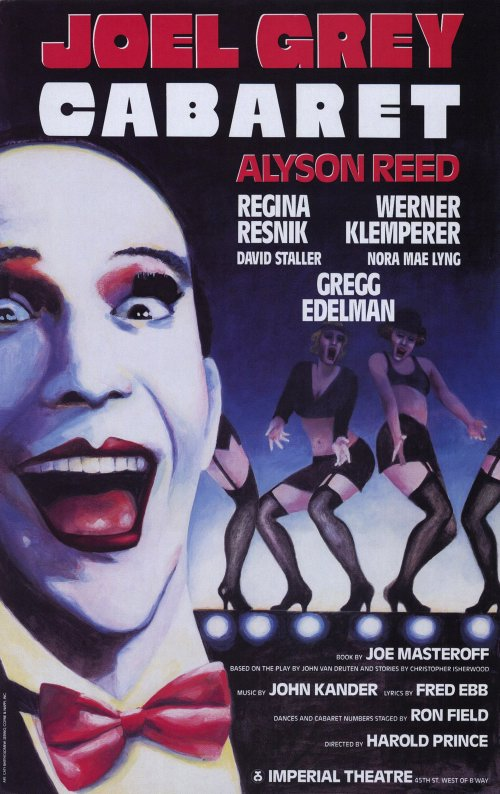 JOEL GREY
CABARET
ALYSON REED
REGINA RESNIK
WERNER KLEMPERER
DAVID STALLER
NORA MAE LYNG
GREGG EDELMAN
BOOK BY JOE MASTEROFF
BASED ON THE PLAY BY JOHN VAN DRUTEN AND STORIES BY CHRISTOPHER ISHERWOOD
MUSIC BY JOHN KANDER LYRICS BY FRED EBB
DANCES AND CABARET NUMBERS STAGED BY RON FIELD
DIRECTED BY HAROLD PRINCE
IMPERIAL THEATRE 45TH ST. WEST OF B'WAY